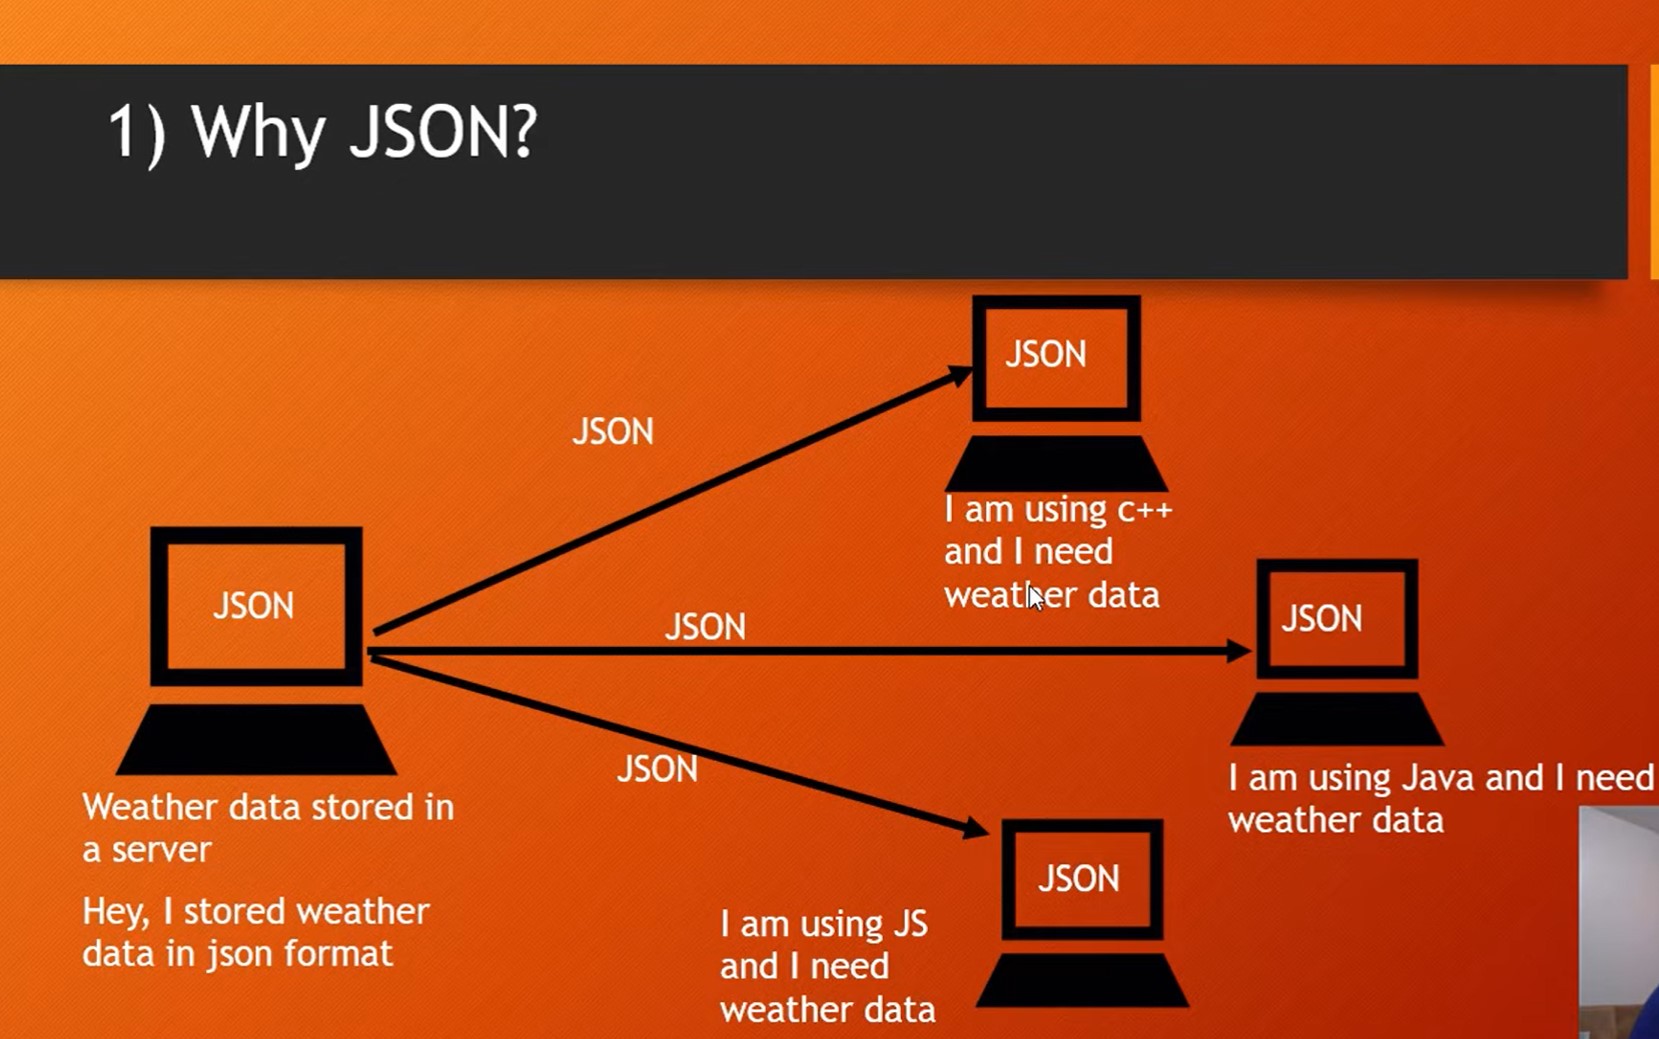 1) Why JSON?
JSON
JSON
I am using c++
and I need
weather data
JSON
JSON
JSON
I am using Java and I need
weather data
JSON
Weather data stored in
a server
Hey, I stored weather
data in json format
JSON
I am using JS
and I need
weather data